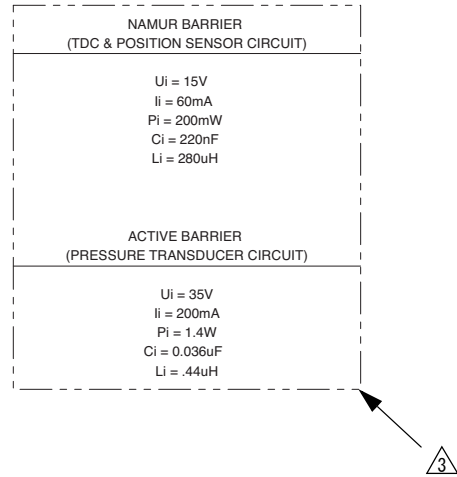 NAMUR BARRIER
(TDC & POSITION SENSOR CIRCUIT)
Ui = 15V
Ii = 60mA
Pi = 200mW
Ci = 220nF
Li = 280uH
ACTIVE BARRIER
(PRESSURE TRANSDUCER CIRCUIT)
Ui = 35V
Ii = 200mA
Pi = 1.4W
Ci = 0.036uF
Li = .44uH
3